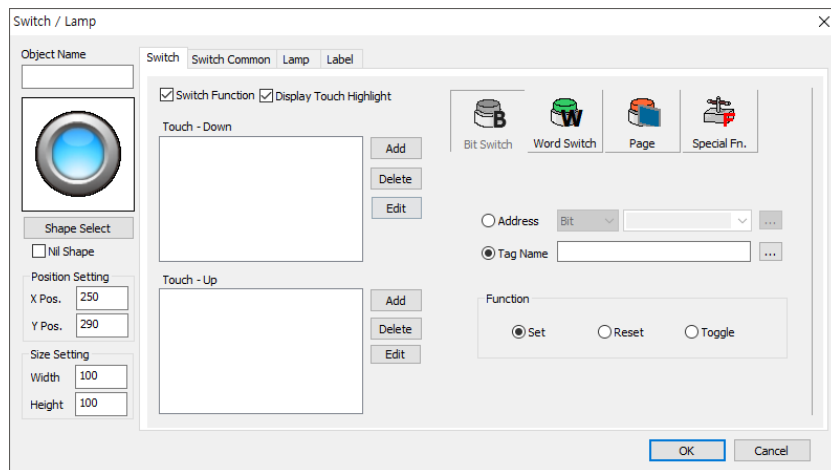 Switch / Lamp
Object Name
Switch Switch Common Lamp Label
Switch Function Display Touch Highlight
Touch - Down
Add
Delete
Edit
B W F
Bit Switch Word Switch Page Special Fn.
Shape Select
Nil Shape
Address Bit ...
Tag Name ...
Position Setting
X Pos. 250
Y Pos. 290
Touch - Up
Add
Delete
Edit
Function
Set Reset Toggle
Size Setting
Width 100
Height 100
OK Cancel